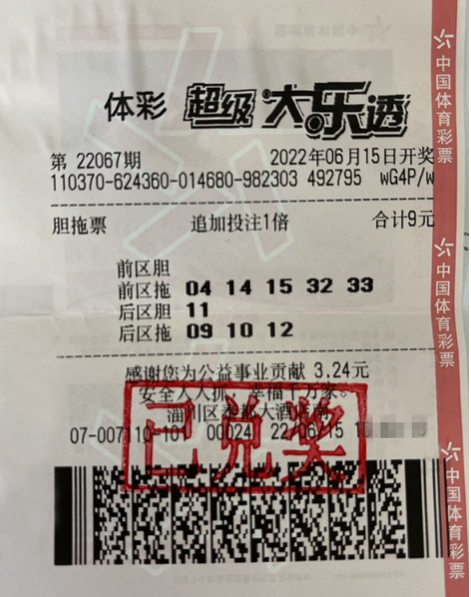 体彩 超级大乐透
第 22067期 2022年06月15日开奖
110370-624360-014680-982303 492795 wG4P/w
胆拖票 追加投注1倍 合计9元
前区胆
前区拖 04 14 15 32 33
后区胆 11
后区拖 09 10 12
感谢您为公益事业贡献 3.24元
安全人人抓 幸福千万家。
淄川区 大酒
07-007110-101 00024 22/06/15
已兑奖
中国体育彩票
中国体育彩票
中国体育彩票